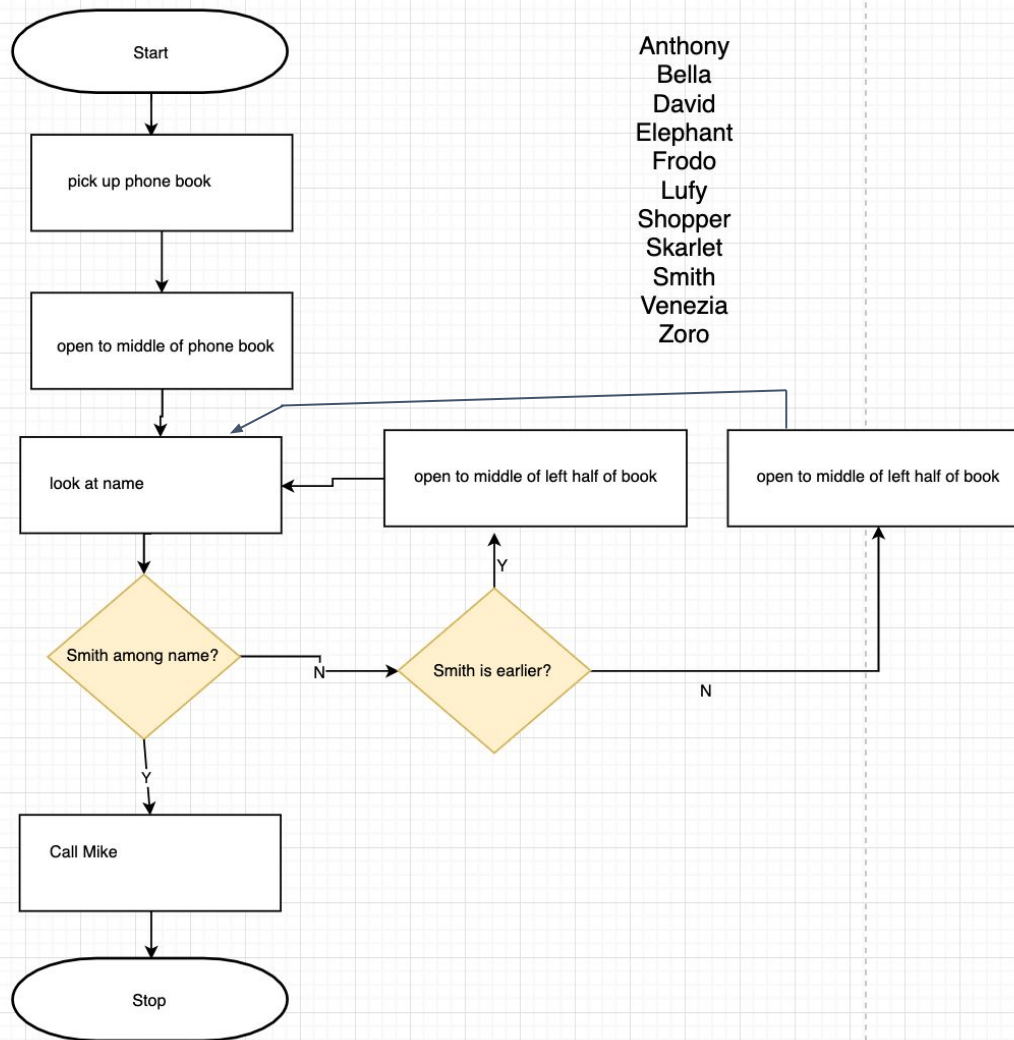 Start
pick up phone book
open to middle of phone book
look at name
Smith among name?
N
Y
Call Mike
Stop
Smith is earlier?
Y
N
open to middle of left half of book
open to middle of left half of book
Anthony
Bella
David
Elephant
Frodo
Lufy
Shopper
Skarlet
Smith
Venezia
Zoro